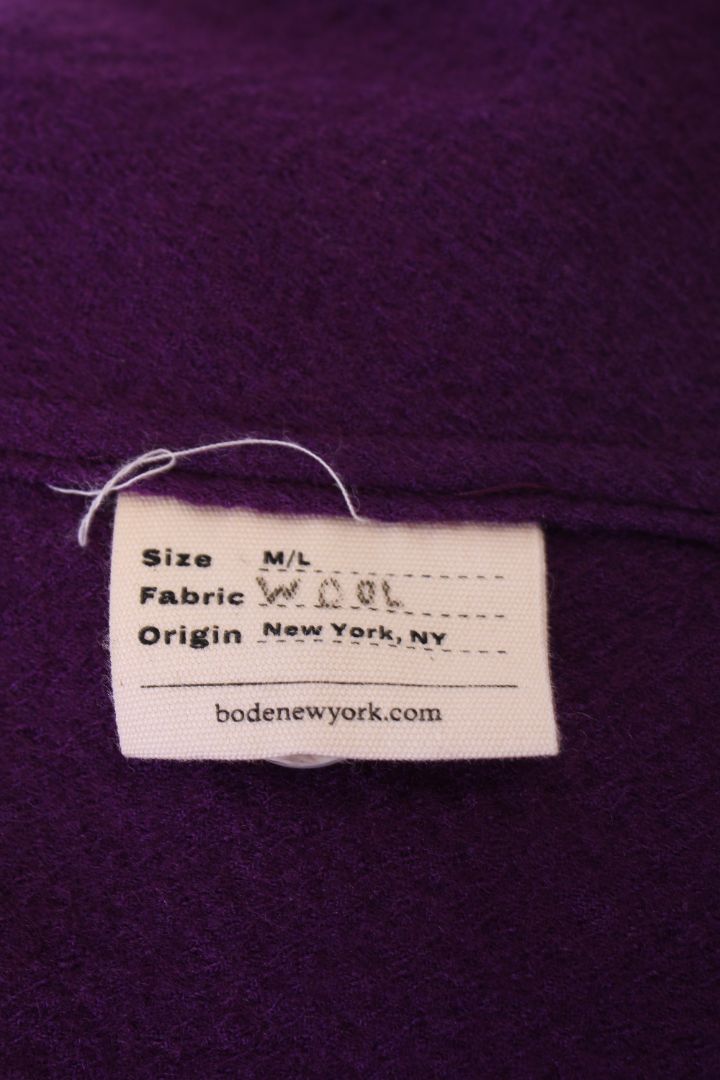 Size M/L
Fabric WOOL
Origin New York, NY
bodenewyork.com